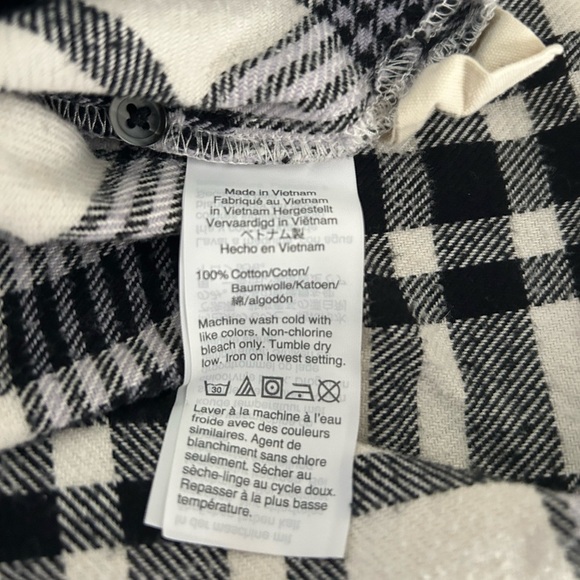 Made in Vietnam
Fabriqué au Vietnam
in Vietnam Hergestellt
Vervaardigd in Viëtnam
ベトナム製
Hecho en Vietnam
100% Cotton/Coton/
Baumwolle/Katoen/
綿/algodón
Machine wash cold with
like colors. Non-chlorine
bleach only. Tumble dry
low. Iron on lowest setting.
30
Laver à la machine à l'eau
froide avec des couleurs
similaires. Agent de
blanchiment sans chlore
seulement. Sécher au
sèche-linge au cycle doux.
Repasser à la plus basse
température.